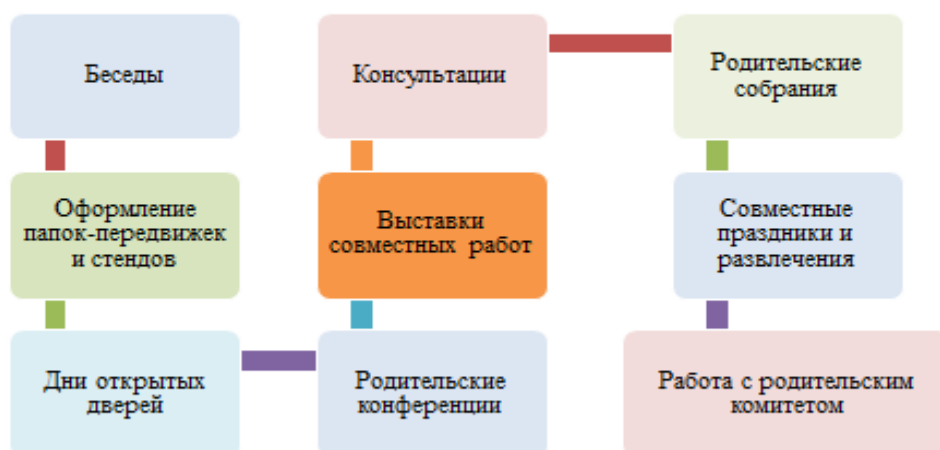 Беседы
Оформление
папок-передвижек
и стендов
Дни открытых
дверей
Родительские
конференции
Выставки
совместных работ
Консультации
Родительские
собрания
Совместные
праздники и
развлечения
Работа с родительским
комитетом